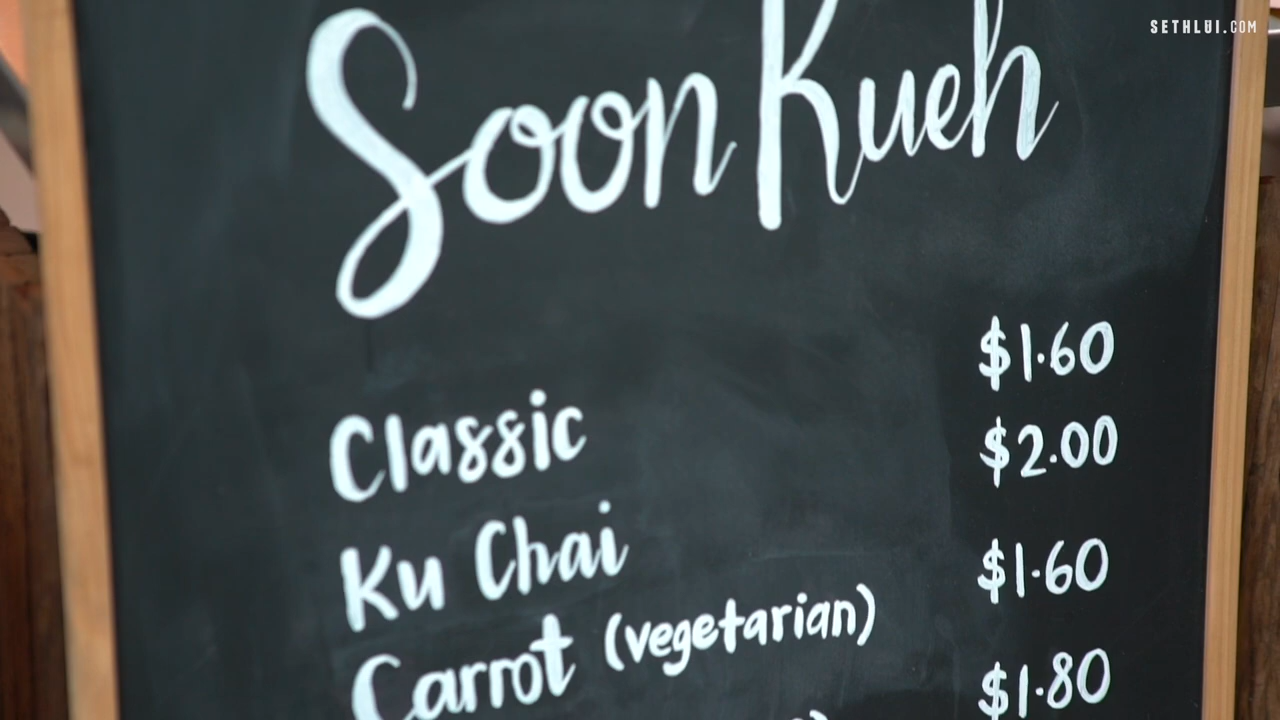 SETHLUI.COM
Soon Kueh
Classic $1.60
Ku Chai $2.00
Carrot (vegetarian) $1.60
$1.80